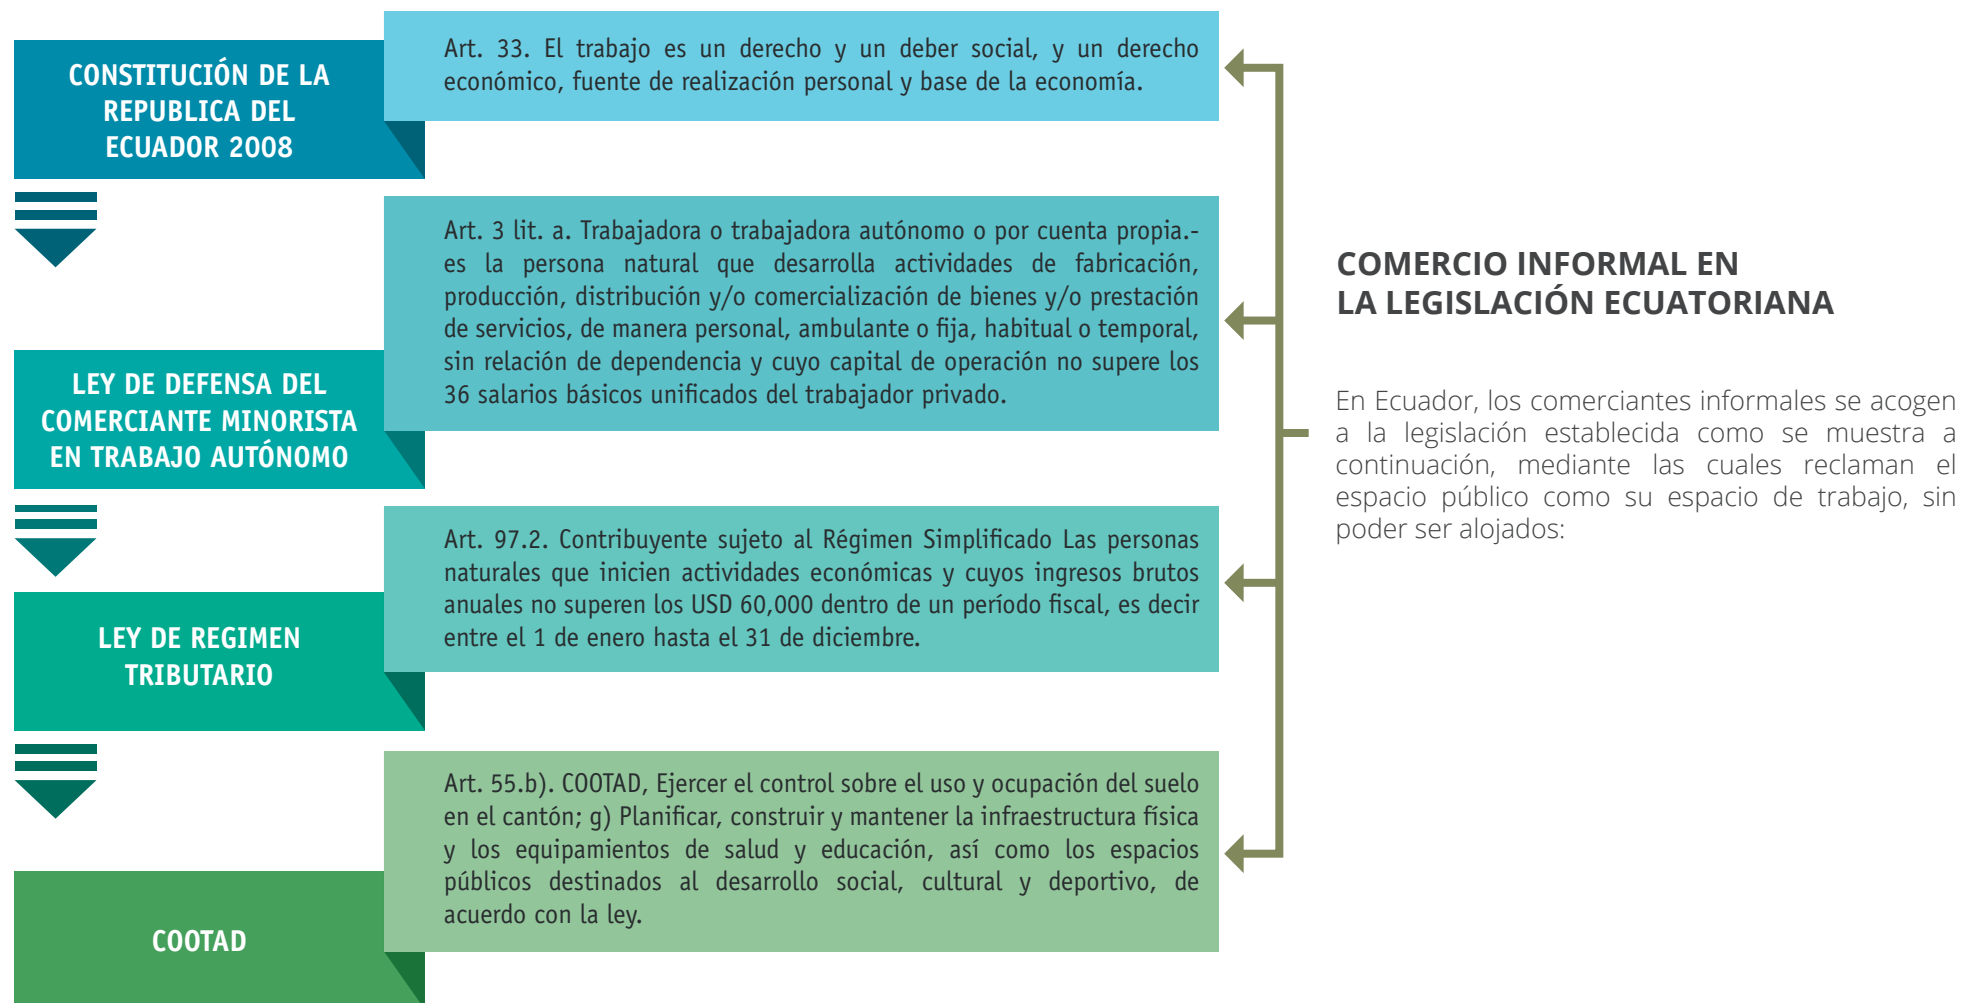 CONSTITUCIÓN DE LA
REPUBLICA DEL
ECUADOR 2008
Art. 33. El trabajo es un derecho y un deber social, y un derecho
económico, fuente de realización personal y base de la economía.
LEY DE DEFENSA DEL
COMERCIANTE MINORISTA
EN TRABAJO AUTÓNOMO
Art. 3 lit. a. Trabajadora o trabajadora autónomo o por cuenta propia.-
es la persona natural que desarrolla actividades de fabricación,
producción, distribución y/o comercialización de bienes y/o prestación
de servicios, de manera personal, ambulante o fija, habitual o temporal,
sin relación de dependencia y cuyo capital de operación no supere los
36 salarios básicos unificados del trabajador privado.
LEY DE REGIMEN
TRIBUTARIO
Art. 97.2. Contribuyente sujeto al Régimen Simplificado Las personas
naturales que inicien actividades económicas y cuyos ingresos brutos
anuales no superen los USD 60,000 dentro de un período fiscal, es decir
entre el 1 de enero hasta el 31 de diciembre.
COOTAD
Art. 55.b). COOTAD, Ejercer el control sobre el uso y ocupación del suelo
en el cantón; g) Planificar, construir y mantener la infraestructura física
y los equipamientos de salud y educación, así como los espacios
públicos destinados al desarrollo social, cultural y deportivo, de
acuerdo con la ley.
COMERCIO INFORMAL EN
LA LEGISLACIÓN ECUATORIANA
En Ecuador, los comerciantes informales se acogen
a la legislación establecida como se muestra a
continuación, mediante las cuales reclaman el
espacio público como su espacio de trabajo, sin
poder ser alojados: